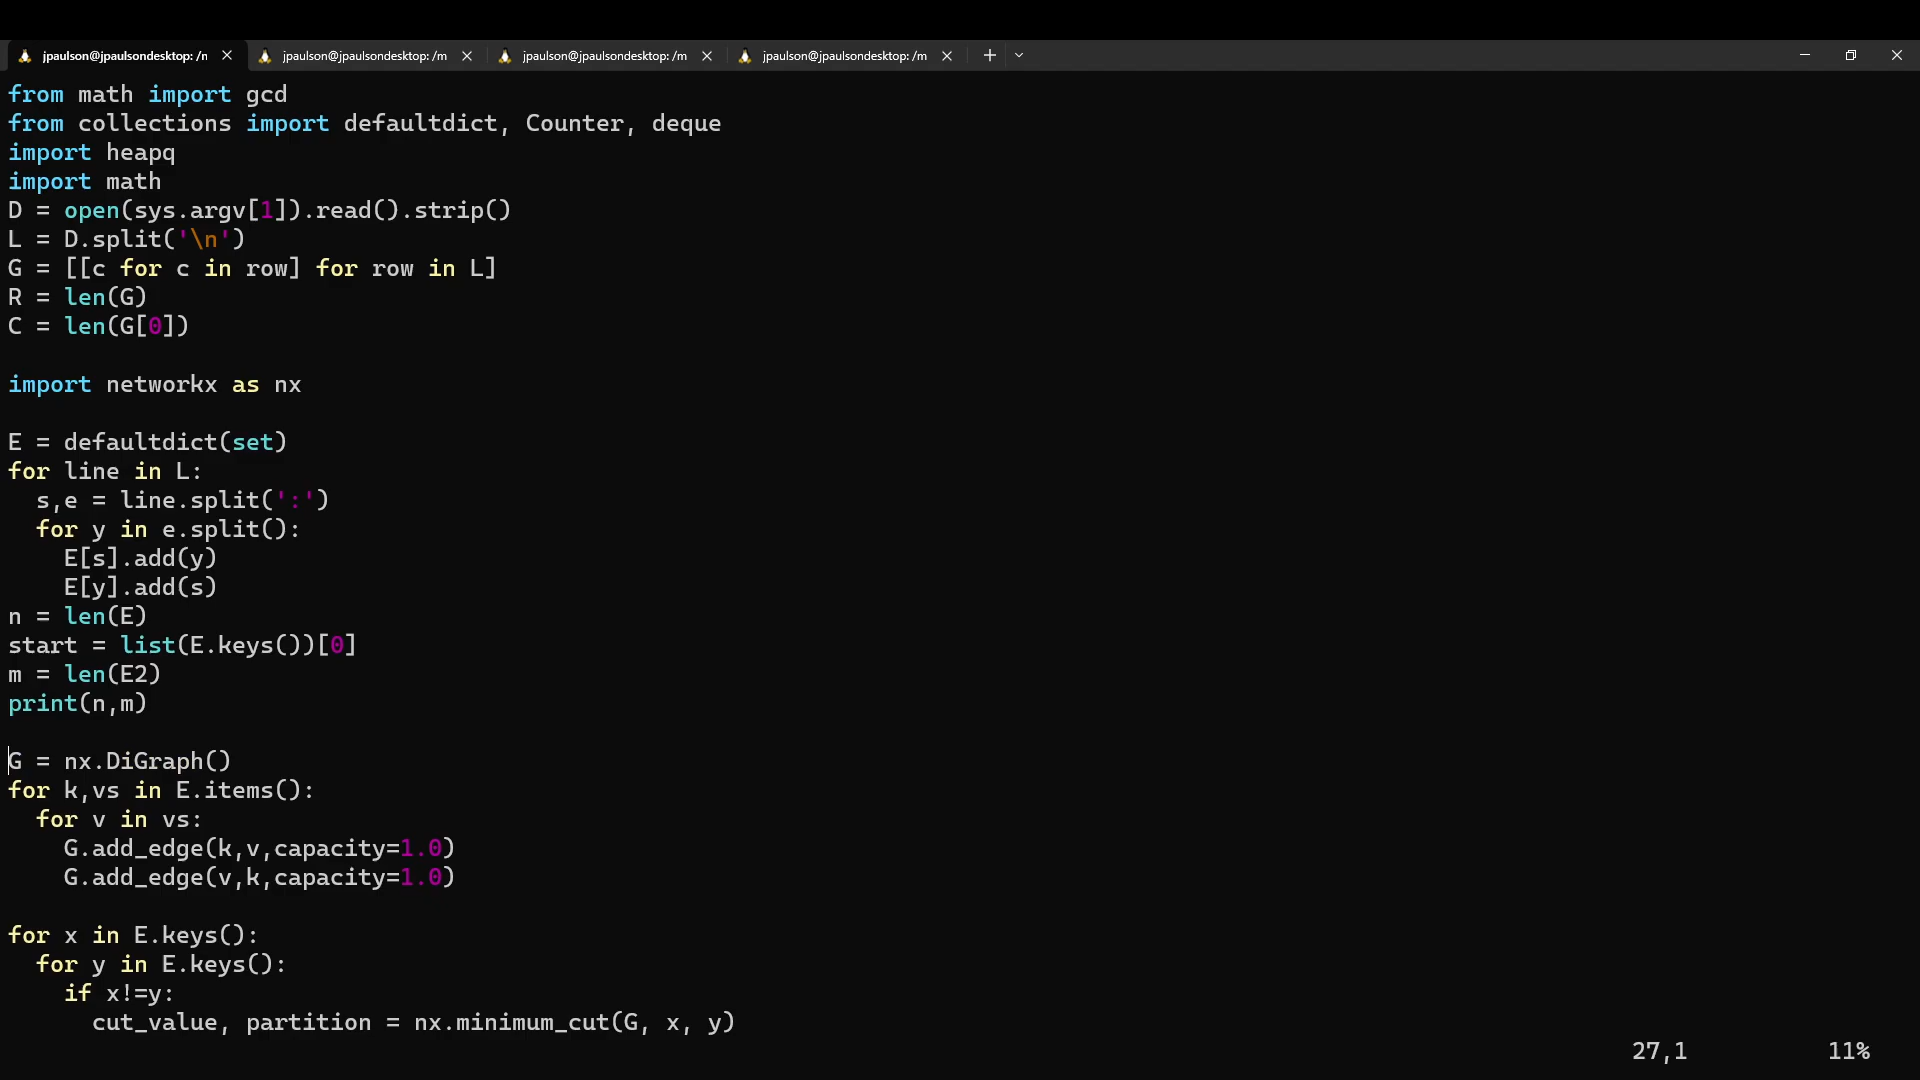 jpaulson@jpaulsondesktop: /n jpaulson@jpaulsondesktop: /m jpaulson@jpaulsondesktop: /m jpaulson@jpaulsondesktop: /m
from math import gcd
from collections import defaultdict, Counter, deque
import heapq
import math
D = open(sys.argv[1]).read().strip()
L = D.split('\n')
G = [[c for c in row] for row in L]
R = len(G)
C = len(G[0])
import networkx as nx
E = defaultdict(set)
for line in L:
  s,e = line.split(':')
  for y in e.split():
    E[s].add(y)
    E[y].add(s)
n = len(E)
start = list(E.keys())[0]
m = len(E2)
print(n,m)
G = nx.DiGraph()
for k,vs in E.items():
  for v in vs:
    G.add_edge(k,v,capacity=1.0)
    G.add_edge(v,k,capacity=1.0)
for x in E.keys():
  for y in E.keys():
    if x!=y:
      cut_value, partition = nx.minimum_cut(G, x, y)
27,1 11%